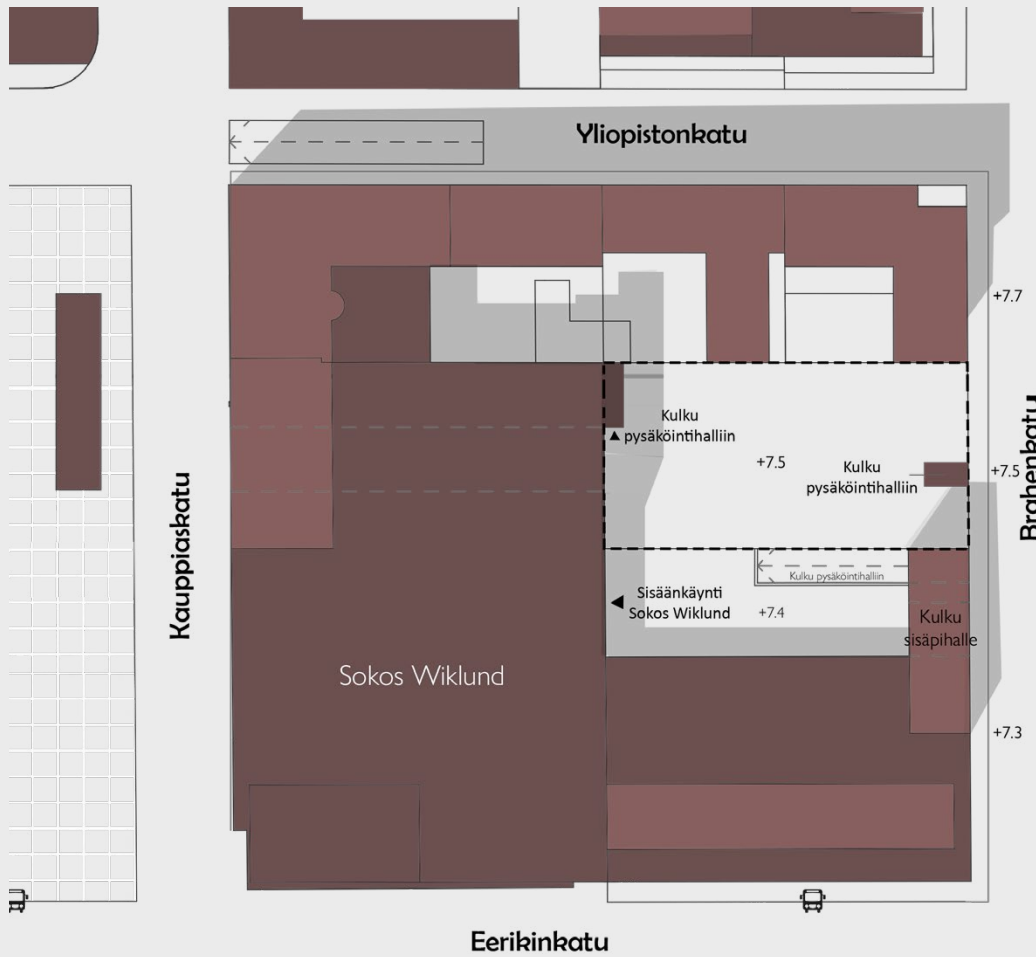 Yliopistonkatu
+7.7
Kulku
pysäköintihalliin
+7.5
Kulku
pysäköintihalliin
+7.5
Brahenkatu
Kauppiaskatu
Kulku pysäköintihalliin
Sisäänkäynti
Sokos Wiklund
+7.4
Kulku
sisäpihalle
Sokos Wiklund
+7.3
Eerikinkatu